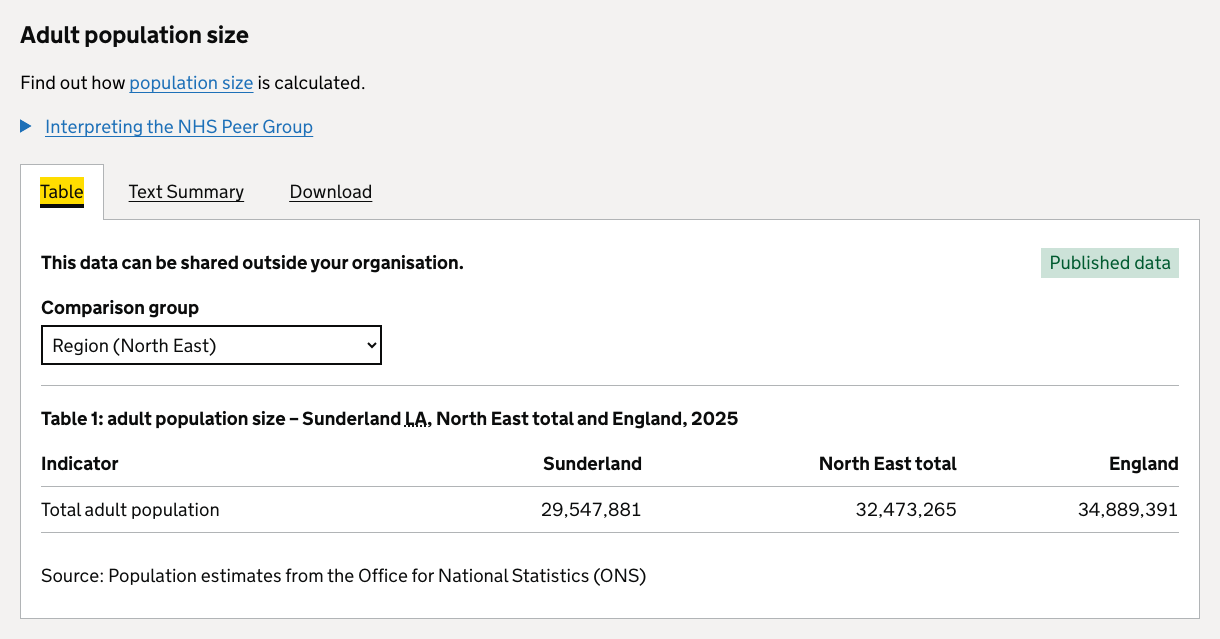 Adult population size
Find out how population size is calculated.
Interpreting the NHS Peer Group
Table Text Summary Download
This data can be shared outside your organisation. Published data
Comparison group
Region (North East)
Table 1: adult population size – Sunderland LA, North East total and England, 2025
Indicator Sunderland North East total England
Total adult population 29,547,881 32,473,265 34,889,391
Source: Population estimates from the Office for National Statistics (ONS)